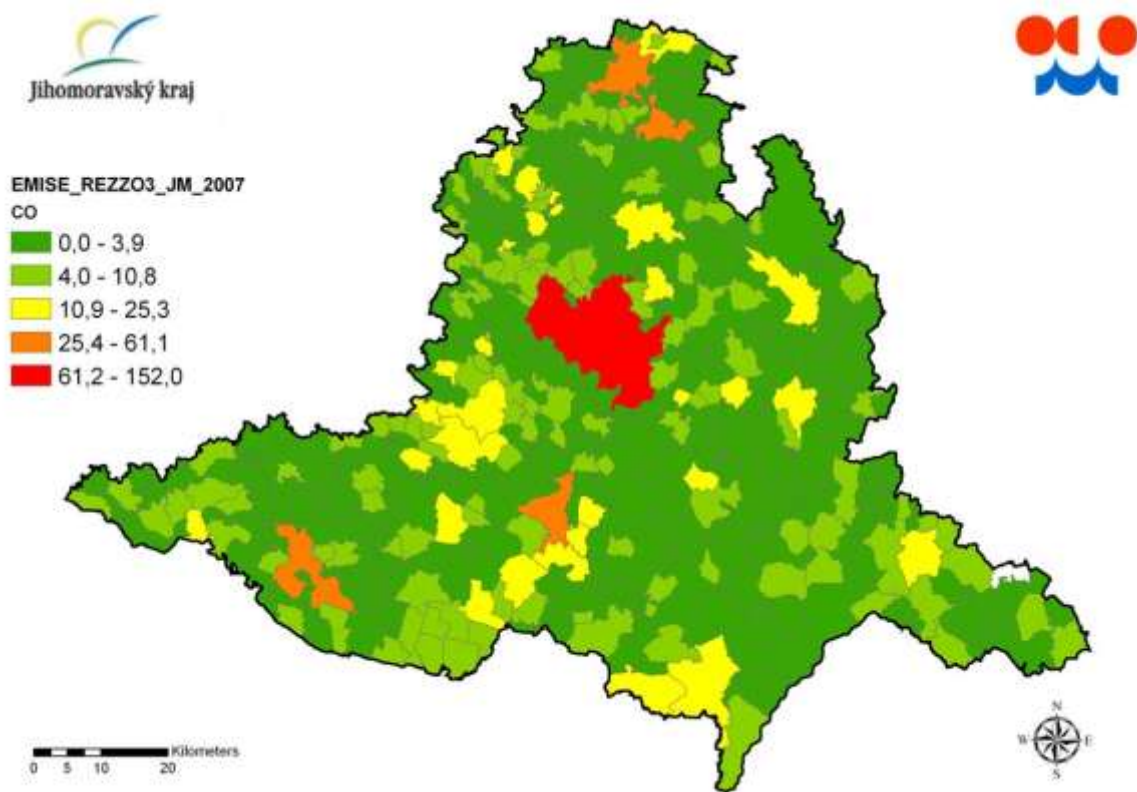 Jihomoravský kraj
EMISE_REZZO3_JM_2007
CO
0,0 - 3,9
4,0 - 10,8
10,9 - 25,3
25,4 - 61,1
61,2 - 152,0
Kilometers
0 5 10 20
N
W E
S